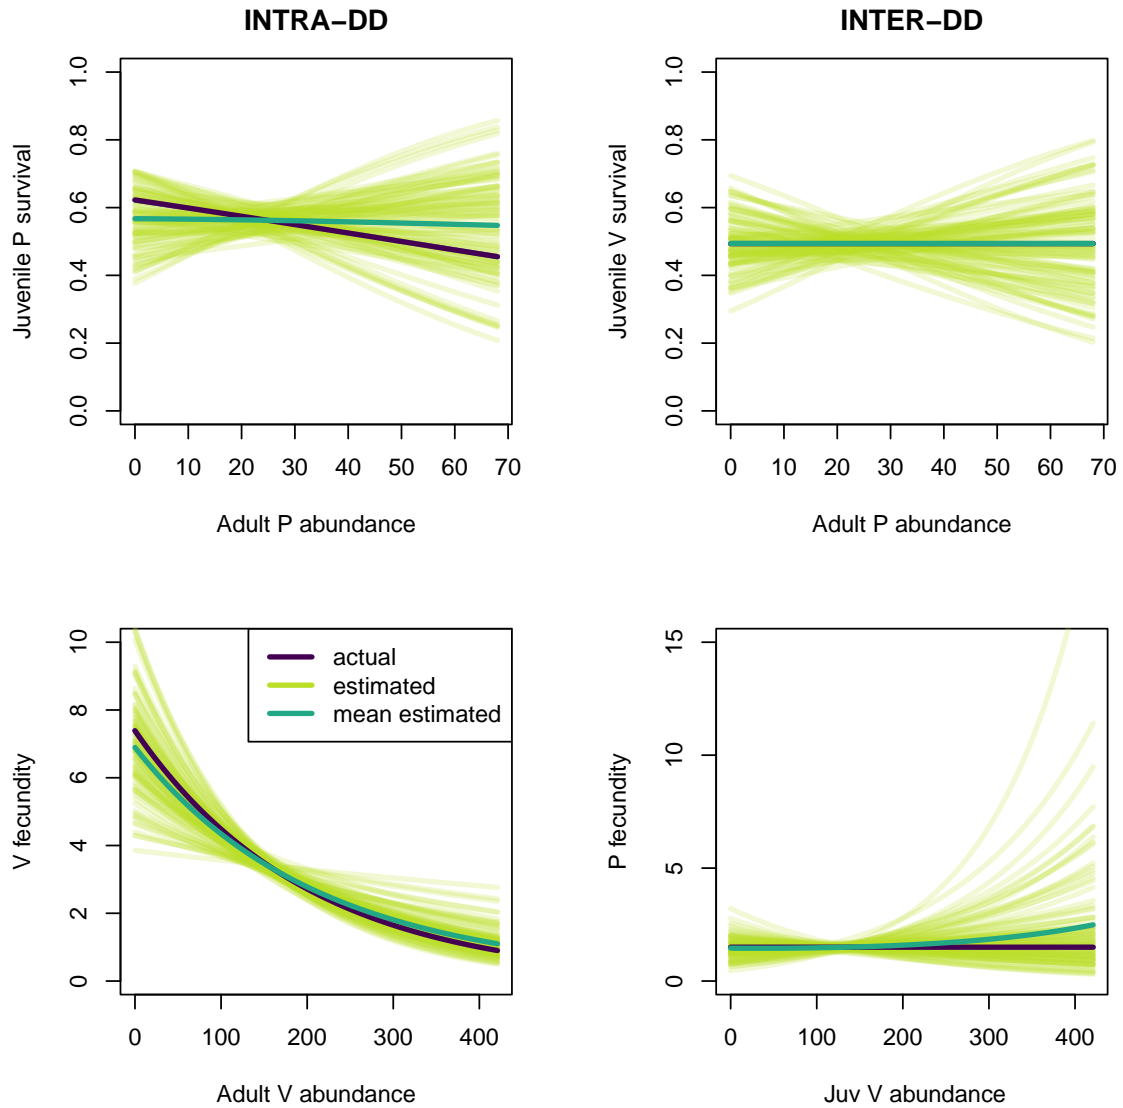 INTRA−DD
Juvenile P survival
1.0
0.8
0.6
0.4
0.2
0.0
0 10 20 30 40 50 60 70
Adult P abundance
INTER−DD
Juvenile V survival
1.0
0.8
0.6
0.4
0.2
0.0
0 10 20 30 40 50 60 70
Adult P abundance
V fecundity
10
8
6
4
2
0
actual
estimated
mean estimated
0 100 200 300 400
Adult V abundance
P fecundity
15
10
5
0
0 100 200 300 400
Juv V abundance